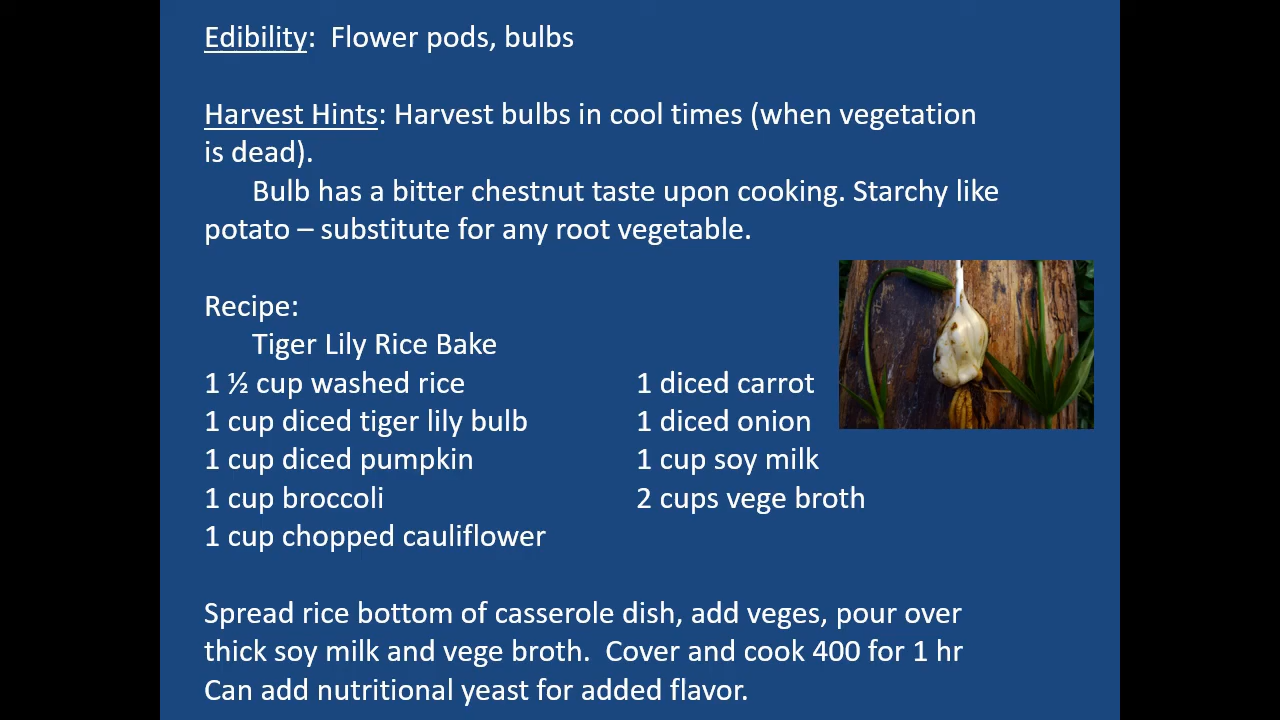 Edibility:  Flower pods, bulbs
Harvest Hints: Harvest bulbs in cool times (when vegetation
is dead).
Bulb has a bitter chestnut taste upon cooking. Starchy like
potato – substitute for any root vegetable.
Recipe:
Tiger Lily Rice Bake
1 ½ cup washed rice
1 cup diced tiger lily bulb
1 cup diced pumpkin
1 cup broccoli
1 cup chopped cauliflower
1 diced carrot
1 diced onion
1 cup soy milk
2 cups vege broth
Spread rice bottom of casserole dish, add veges, pour over
thick soy milk and vege broth.  Cover and cook 400 for 1 hr
Can add nutritional yeast for added flavor.